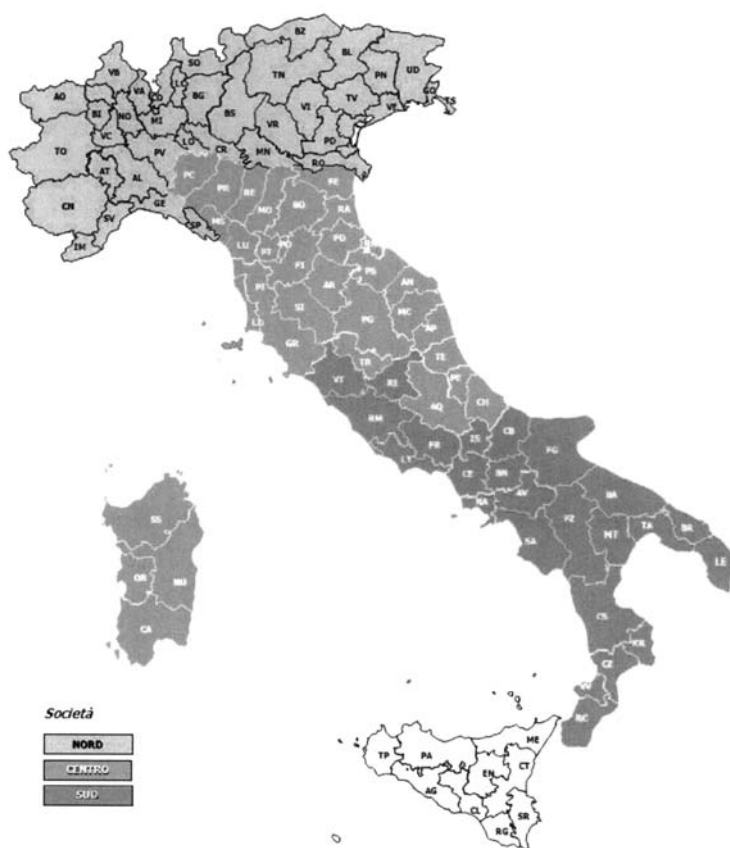 BZ
BL
UD
SO
TN
PN
VB
VA
LC
BG
AO
CO
TV
GO
TS
BI
NO
MI
BS
VI
VE
VR
TO
VC
PV
LO
CR
MN
PD
RO
AT
AL
PC
PR
RE
MO
BO
FE
RA
CN
GE
SV
SP
MS
IM
LU
PT
PO
FI
FO
PS
PI
AR
AN
SI
MC
LI
PG
AP
GR
TR
TE
VT
RI
PE
AQ
CH
RM
FR
IS
CB
FG
LT
CE
BN
NA
AV
BA
SS
SA
PZ
MT
TA
BR
LE
OR
NU
CA
CS
KR
CZ
VV
RC
Società
NORD
CENTRO
SUD
ME
TP
PA
CT
EN
AG
CL
SR
RG